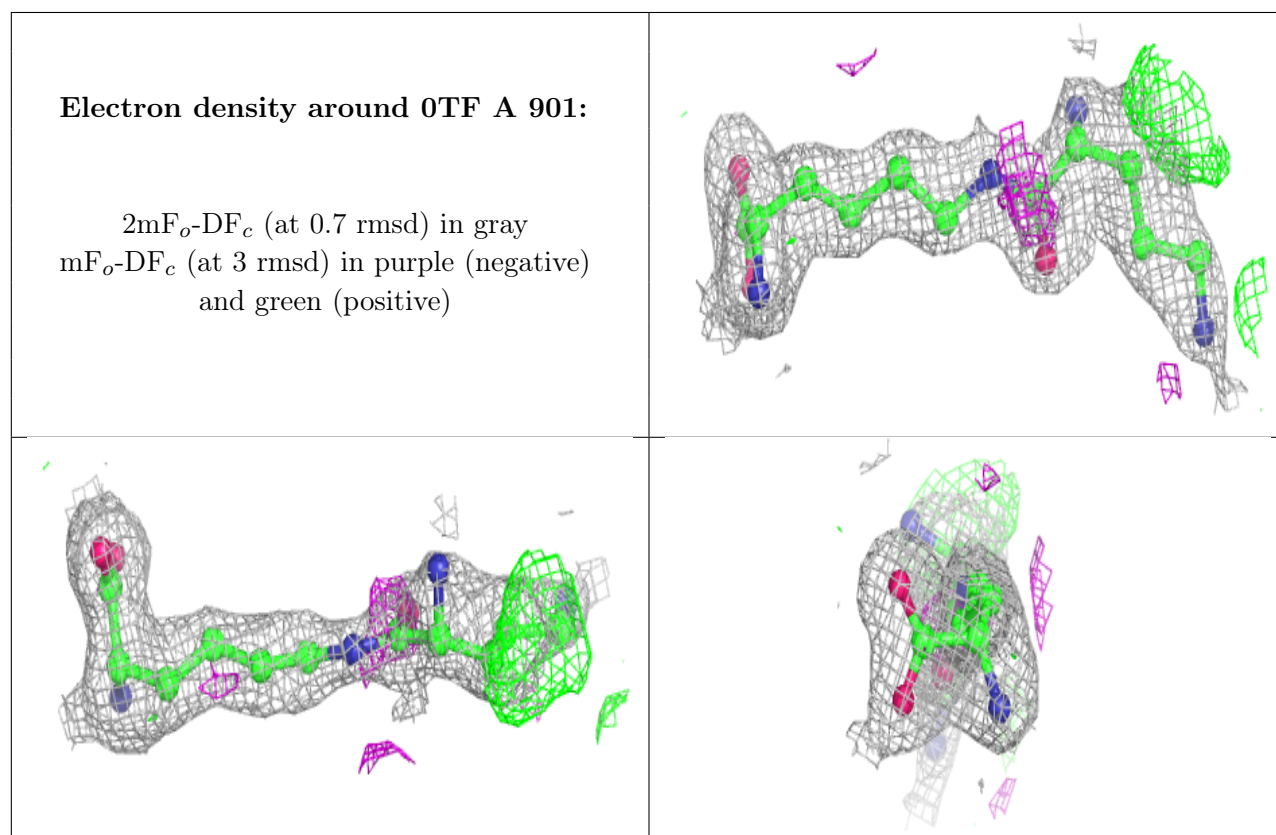 Electron density around 0TF A 901:
2mFₒ-DF𝒸 (at 0.7 rmsd) in gray
mFₒ-DF𝒸 (at 3 rmsd) in purple (negative)
and green (positive)